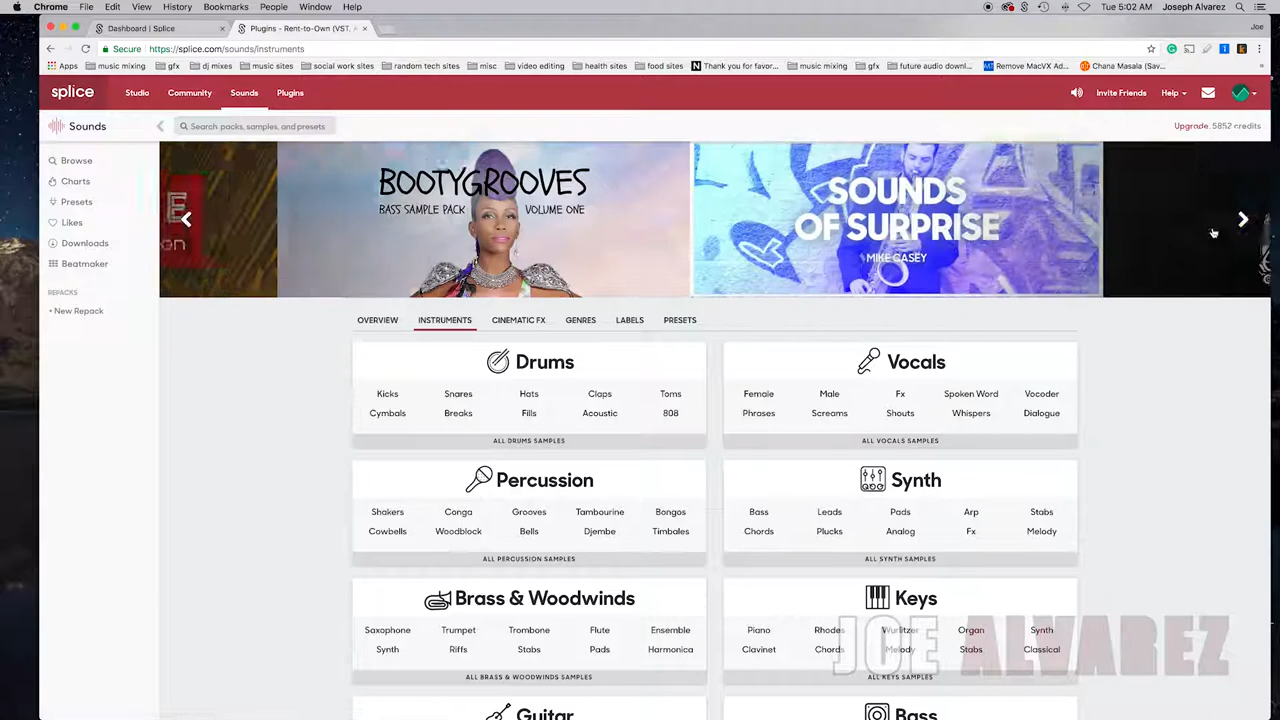 Chrome File Edit View History Bookmarks People Window Help Tue 5:02 AM Joseph Alvarez
Dashboard | Splice × Plugins - Rent-to-Own (VST, A × Joe
Secure https://splice.com/sounds/instruments
Apps music mixing gfx dj mixes music sites social work sites random tech sites misc video editing health sites food sites Thank you for favor... music mixing gfx future audio downl... Remove MacVX Ad... Chana Masala (Sav...
splice Studio Community Sounds Plugins Invite Friends Help
Sounds Search packs, samples, and presets Upgrade. 5852 credits
Browse
Charts
Presets
Likes
Downloads
Beatmaker
REPACKS
+ New Repack
E
on
BOOTYGROOVES
BASS SAMPLE PACK VOLUME ONE
SOUNDS
OF SURPRISE
MIKE CASEY
OVERVIEW INSTRUMENTS CINEMATIC FX GENRES LABELS PRESETS
Drums
Kicks Snares Hats Claps Toms
Cymbals Breaks Fills Acoustic 808
ALL DRUMS SAMPLES
Vocals
Female Male Fx Spoken Word Vocoder
Phrases Screams Shouts Whispers Dialogue
ALL VOCALS SAMPLES
Percussion
Shakers Conga Grooves Tambourine Bongos
Cowbells Woodblock Bells Djembe Timbales
ALL PERCUSSION SAMPLES
Synth
Bass Leads Pads Arp Stabs
Chords Plucks Analog Fx Melody
ALL SYNTH SAMPLES
Brass & Woodwinds
Saxophone Trumpet Trombone Flute Ensemble
Synth Riffs Stabs Pads Harmonica
ALL BRASS & WOODWINDS SAMPLES
Keys
Piano Rhodes Wurlitzer Organ Synth
Clavinet Chords Melody Stabs Classical
ALL KEYS SAMPLES
JOE ALVAREZ
Guitar
Bass